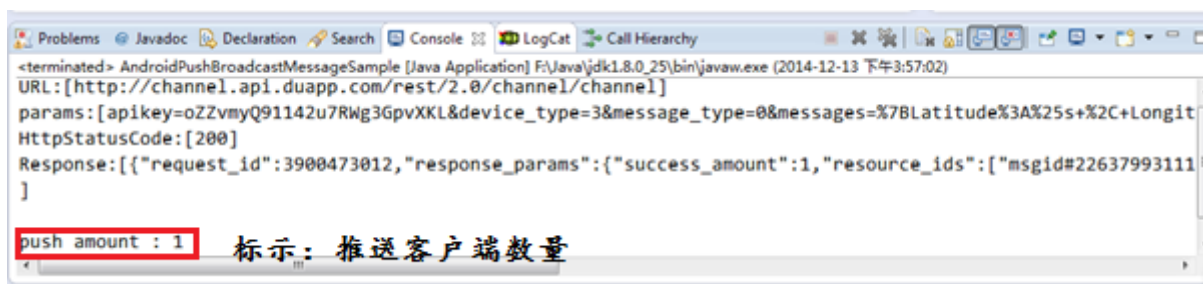 Problems @ Javadoc Declaration Search Console LogCat Call Hierarchy
<terminated> AndroidPushBroadcastMessageSample [Java Application] F:\Java\jdk1.8.0_25\bin\javaw.exe (2014-12-13 下午3:57:02)
URL:[http://channel.api.duapp.com/rest/2.0/channel/channel]
params:[apikey=oZZvmyQ91142u7RWg3GpvXKL&device_type=3&message_type=0&messages=%7BLatitude%3A%25s+%2C+Longit
HttpStatusCode:[200]
Response:[{"request_id":3900473012,"response_params":{"success_amount":1,"resource_ids":["msgid#22637993111
]
push amount : 1 标示：推送客户端数量